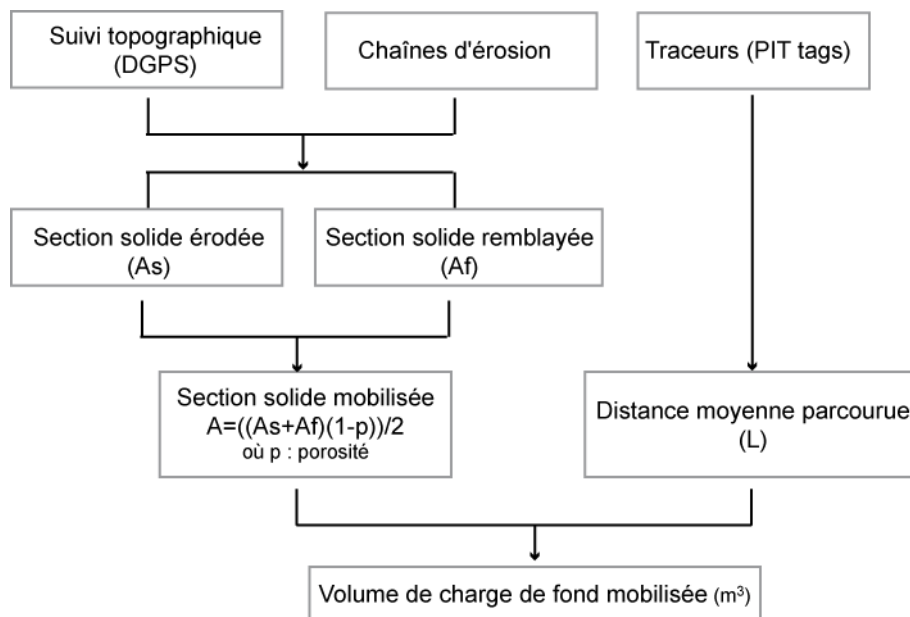 Suivi topographique
(DGPS)
Chaînes d'érosion
Traceurs (PIT tags)
Section solide érodée
(As)
Section solide remblayée
(Af)
Section solide mobilisée
A=((As+Af)(1-p))/2
où p : porosité
Distance moyenne parcourue
(L)
Volume de charge de fond mobilisée (m³)